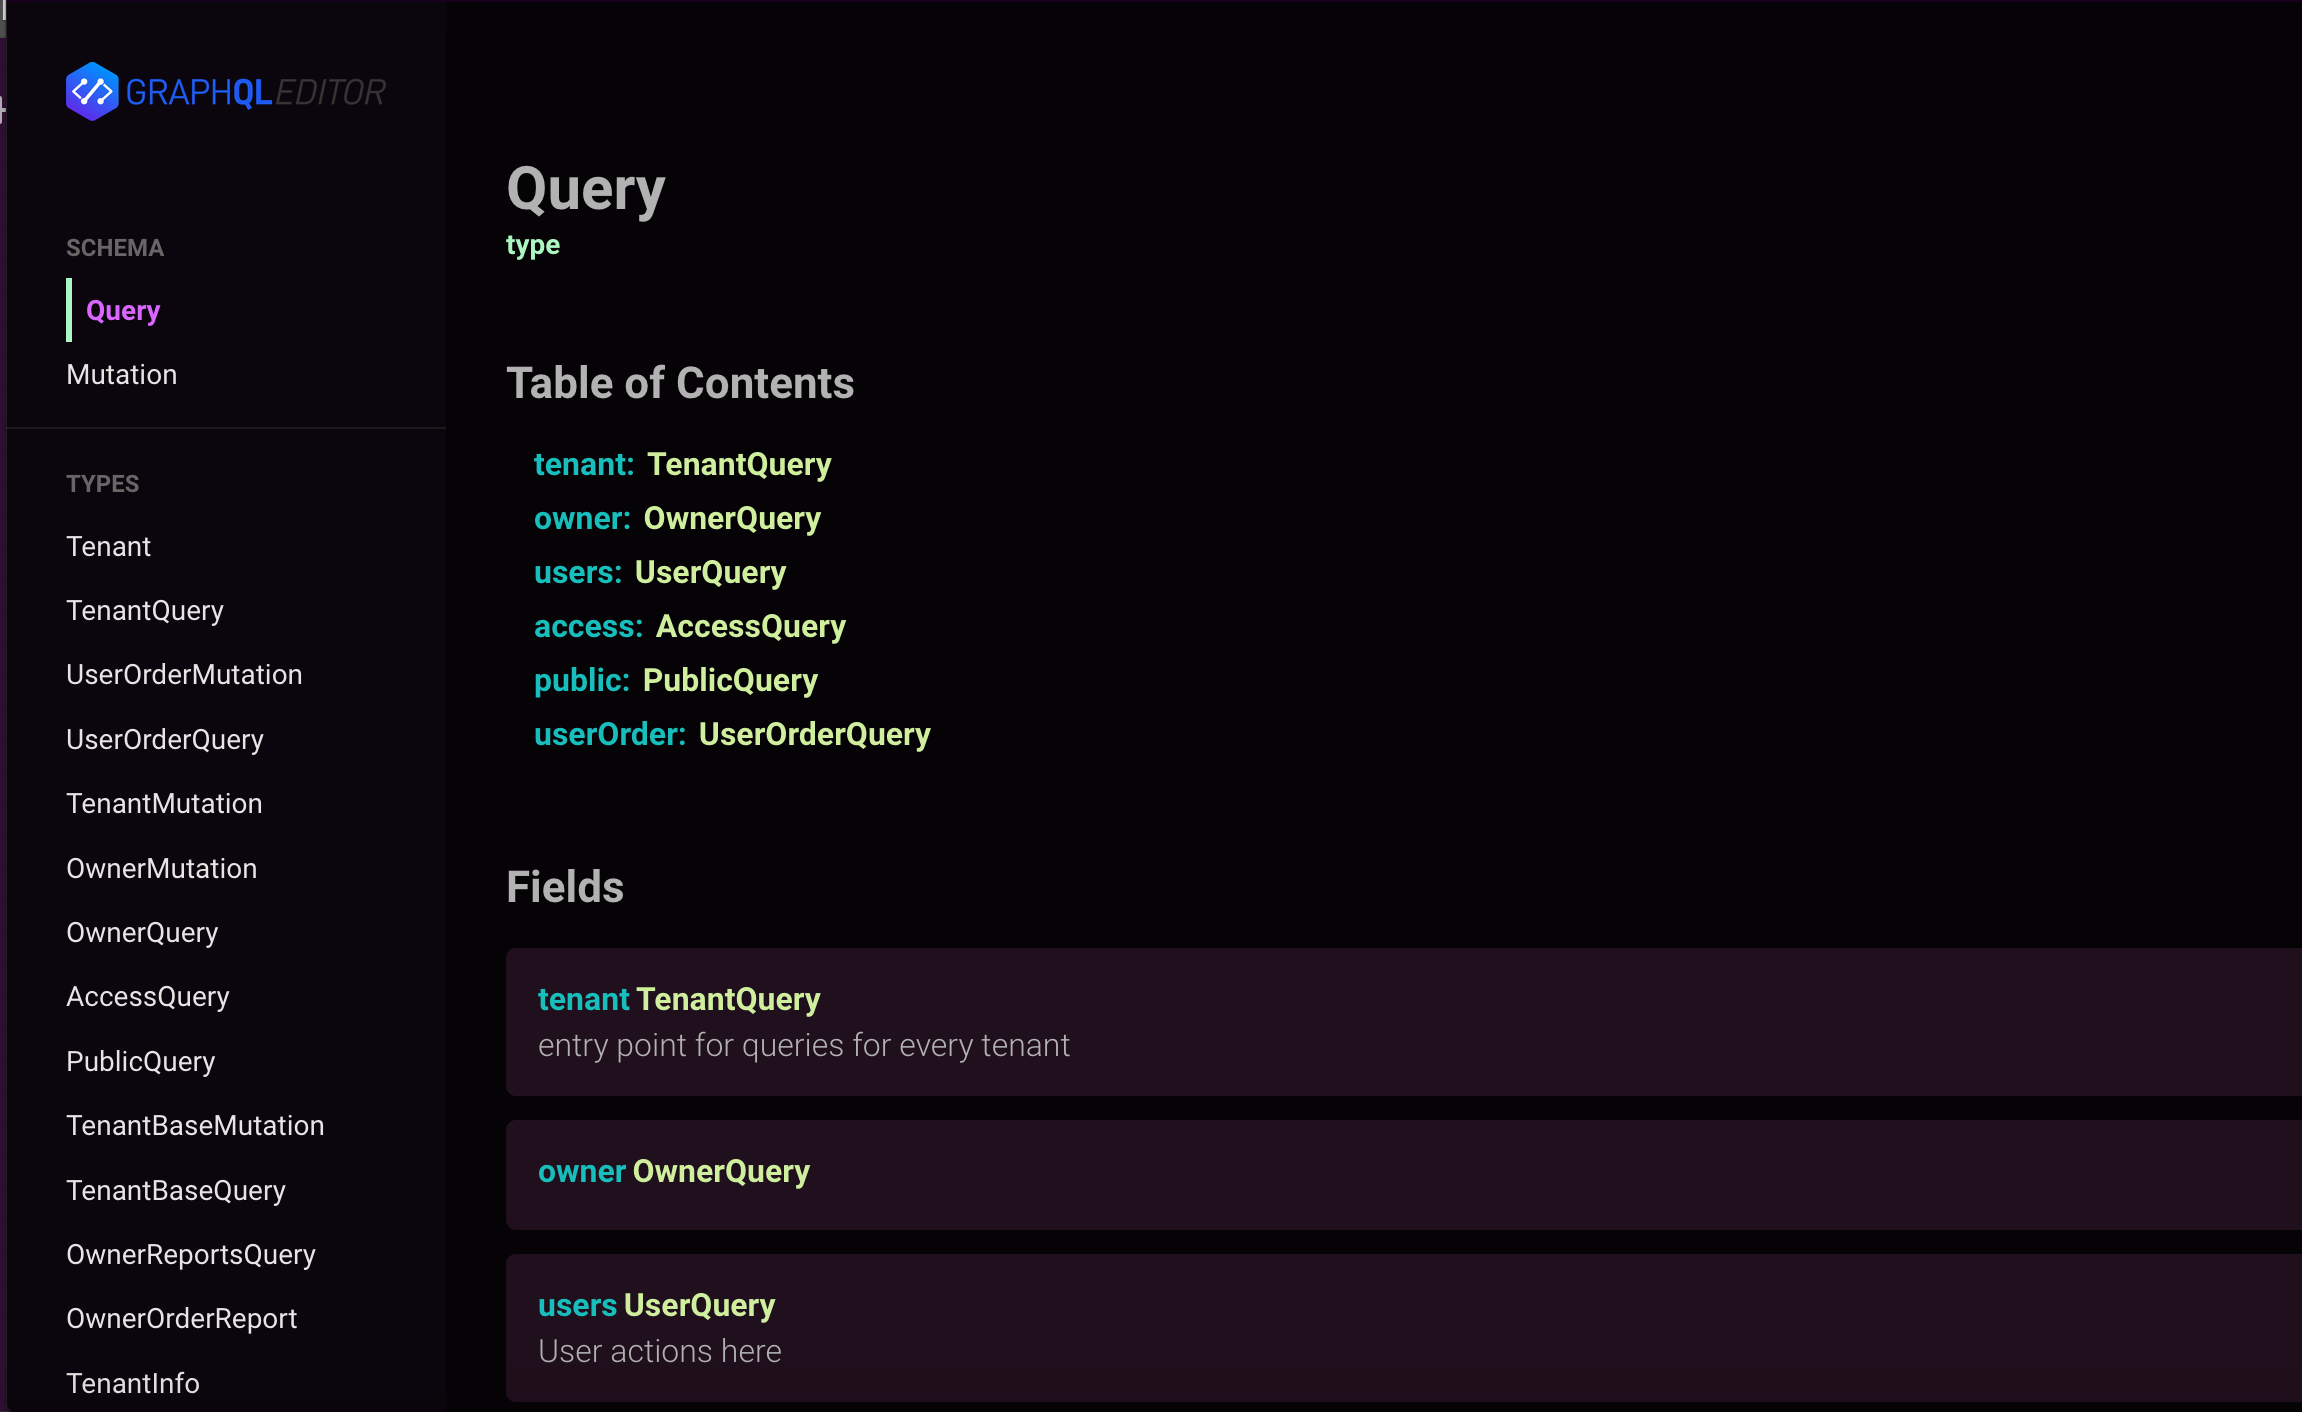 GRAPHQLEDITOR
SCHEMA
Query
Mutation
TYPES
Tenant
TenantQuery
UserOrderMutation
UserOrderQuery
TenantMutation
OwnerMutation
OwnerQuery
AccessQuery
PublicQuery
TenantBaseMutation
TenantBaseQuery
OwnerReportsQuery
OwnerOrderReport
TenantInfo
Query
type
Table of Contents
tenant: TenantQuery
owner: OwnerQuery
users: UserQuery
access: AccessQuery
public: PublicQuery
userOrder: UserOrderQuery
Fields
tenant TenantQuery
entry point for queries for every tenant
owner OwnerQuery
users UserQuery
User actions here